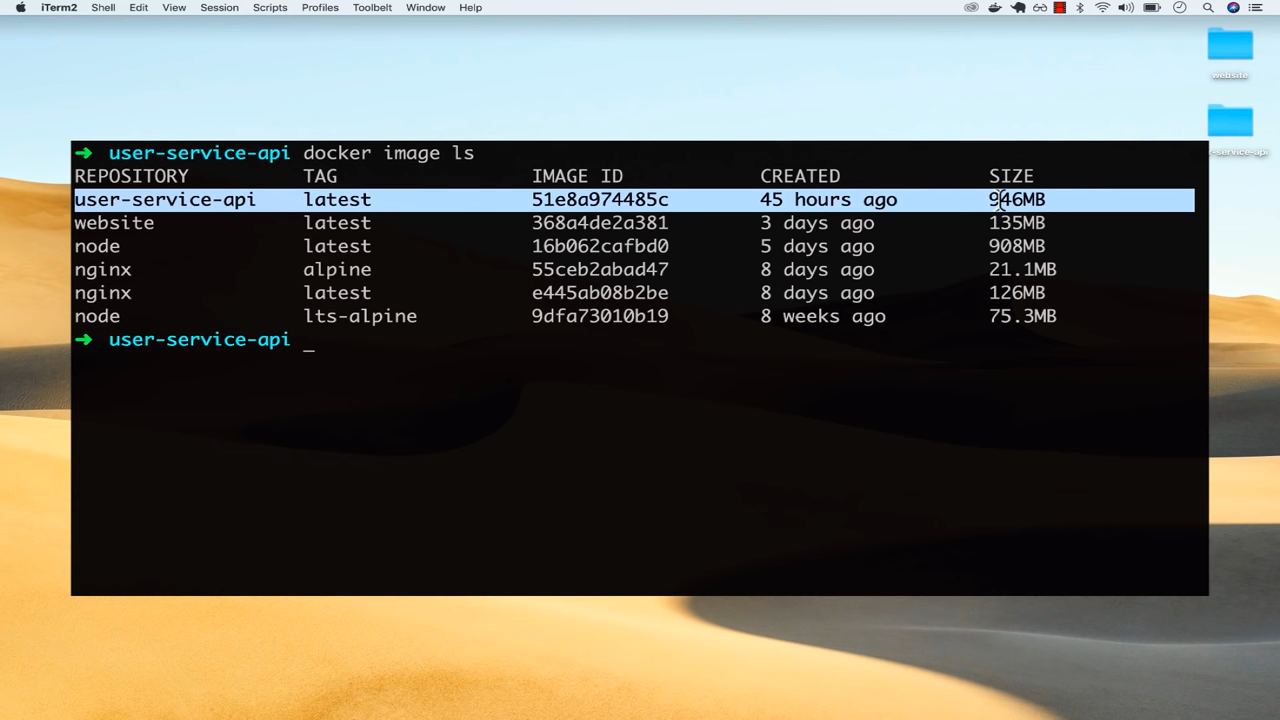 iTerm2 Shell Edit View Session Scripts Profiles Toolbelt Window Help
website
➜ user-service-api docker image ls
REPOSITORY TAG IMAGE ID CREATED SIZE
user-service-api latest 51e8a974485c 45 hours ago 946MB
website latest 368a4de2a381 3 days ago 135MB
node latest 16b062cafbd0 5 days ago 908MB
nginx alpine 55ceb2abad47 8 days ago 21.1MB
nginx latest e445ab08b2be 8 days ago 126MB
node lts-alpine 9dfa73010b19 8 weeks ago 75.3MB
➜ user-service-api _
r-service-api